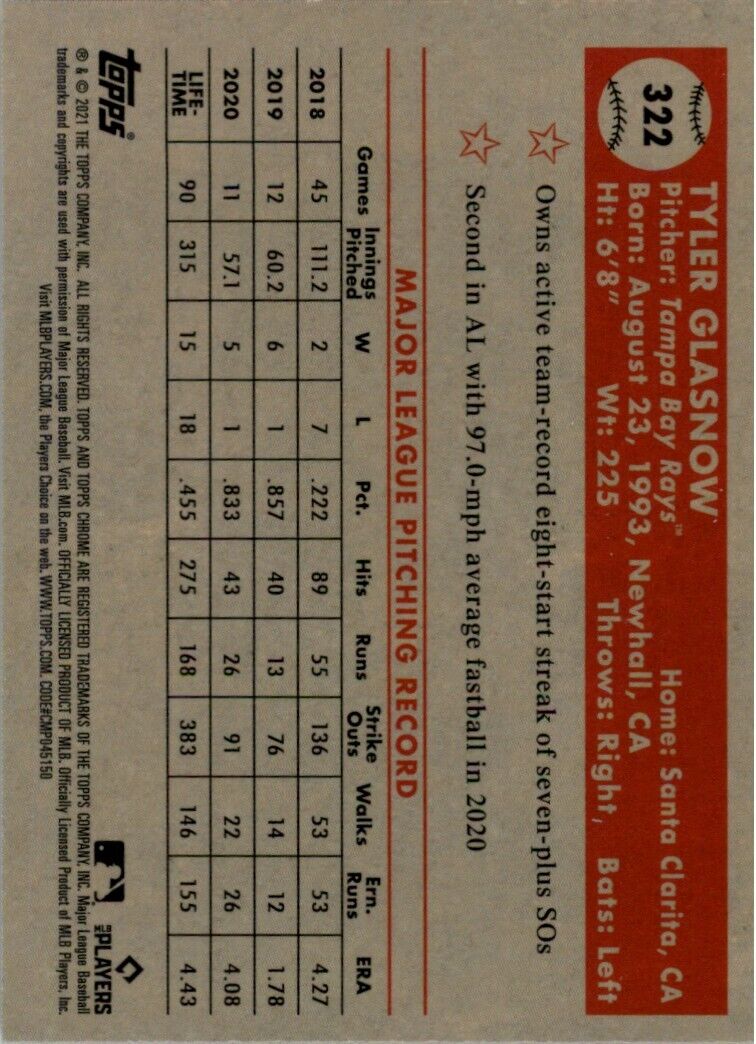 322
TYLER GLASNOW
Pitcher: Tampa Bay Rays™ Home: Santa Clarita, CA
Born: August 23, 1993, Newhall, CA
Ht: 6'8" Wt: 225 Throws: Right, Bats: Left
Owns active team-record eight-start streak of seven-plus SOs
Second in AL with 97.0-mph average fastball in 2020
MAJOR LEAGUE PITCHING RECORD
Games Innings Pitched W L Pct. Hits Runs Strike Outs Walks Ern. Runs ERA
2018 45 111.2 2 7 .222 89 55 136 53 53 4.27
2019 12 60.2 6 1 .857 40 13 76 14 12 1.78
2020 11 57.1 5 1 .833 43 26 91 22 26 4.08
LIFE-TIME 90 315 15 18 .455 275 168 383 146 155 4.43
topps®
MLB PLAYERS
® & © 2021 THE TOPPS COMPANY, INC. ALL RIGHTS RESERVED. TOPPS AND TOPPS CHROME ARE REGISTERED TRADEMARKS OF THE TOPPS COMPANY, INC. Major League Baseball
trademarks and copyrights are used with permission of Major League Baseball. Visit MLB.com. OFFICIALLY LICENSED PRODUCT OF MLB. Officially Licensed Product of MLB Players, Inc.
Visit MLBPLAYERS.COM, the Players Choice on the web. WWW.TOPPS.COM. CODE#CMP045150